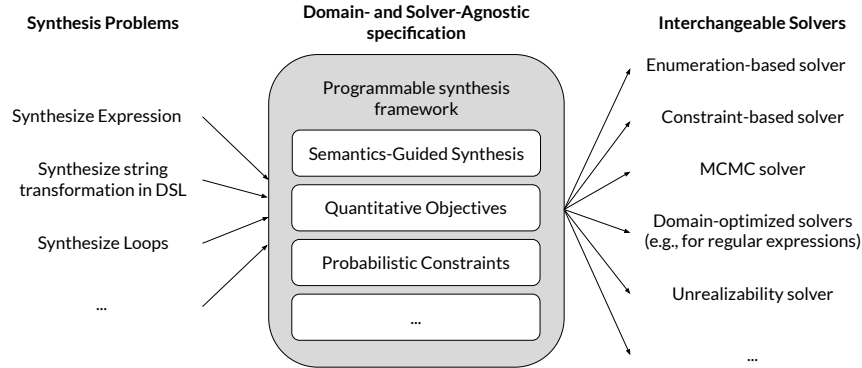 Synthesis Problems
Synthesize Expression
Synthesize string
transformation in DSL
Synthesize Loops
...
Domain- and Solver-Agnostic
specification
Programmable synthesis
framework
Semantics-Guided Synthesis
Quantitative Objectives
Probabilistic Constraints
...
Interchangeable Solvers
Enumeration-based solver
Constraint-based solver
MCMC solver
Domain-optimized solvers
(e.g., for regular expressions)
Unrealizability solver
...